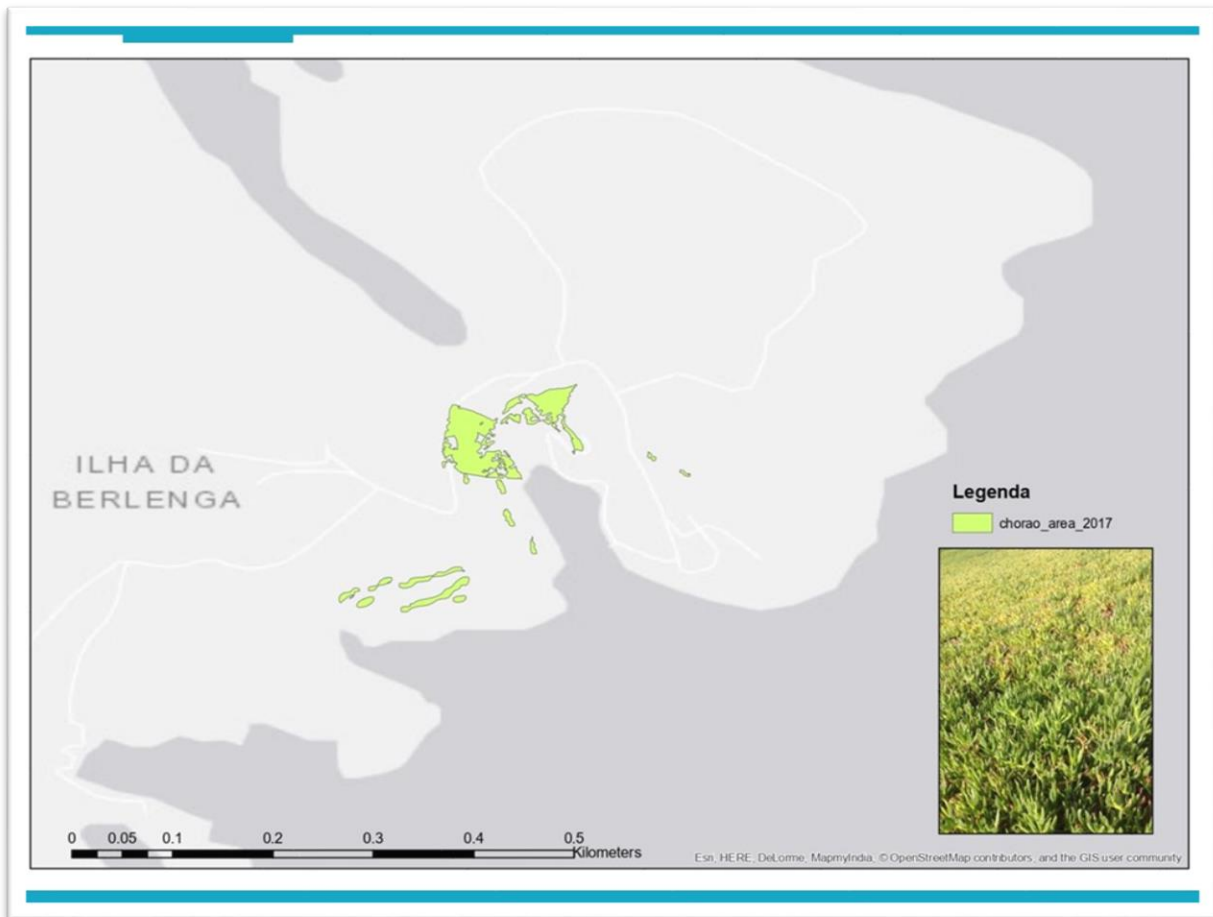 ILHA DA
BERLENGA
Legenda
chorao_area_2017
0 0.05 0.1 0.2 0.3 0.4 0.5
Kilometers
Esri, HERE, DeLorme, MapmyIndia, © OpenStreetMap contributors, and the GIS user community